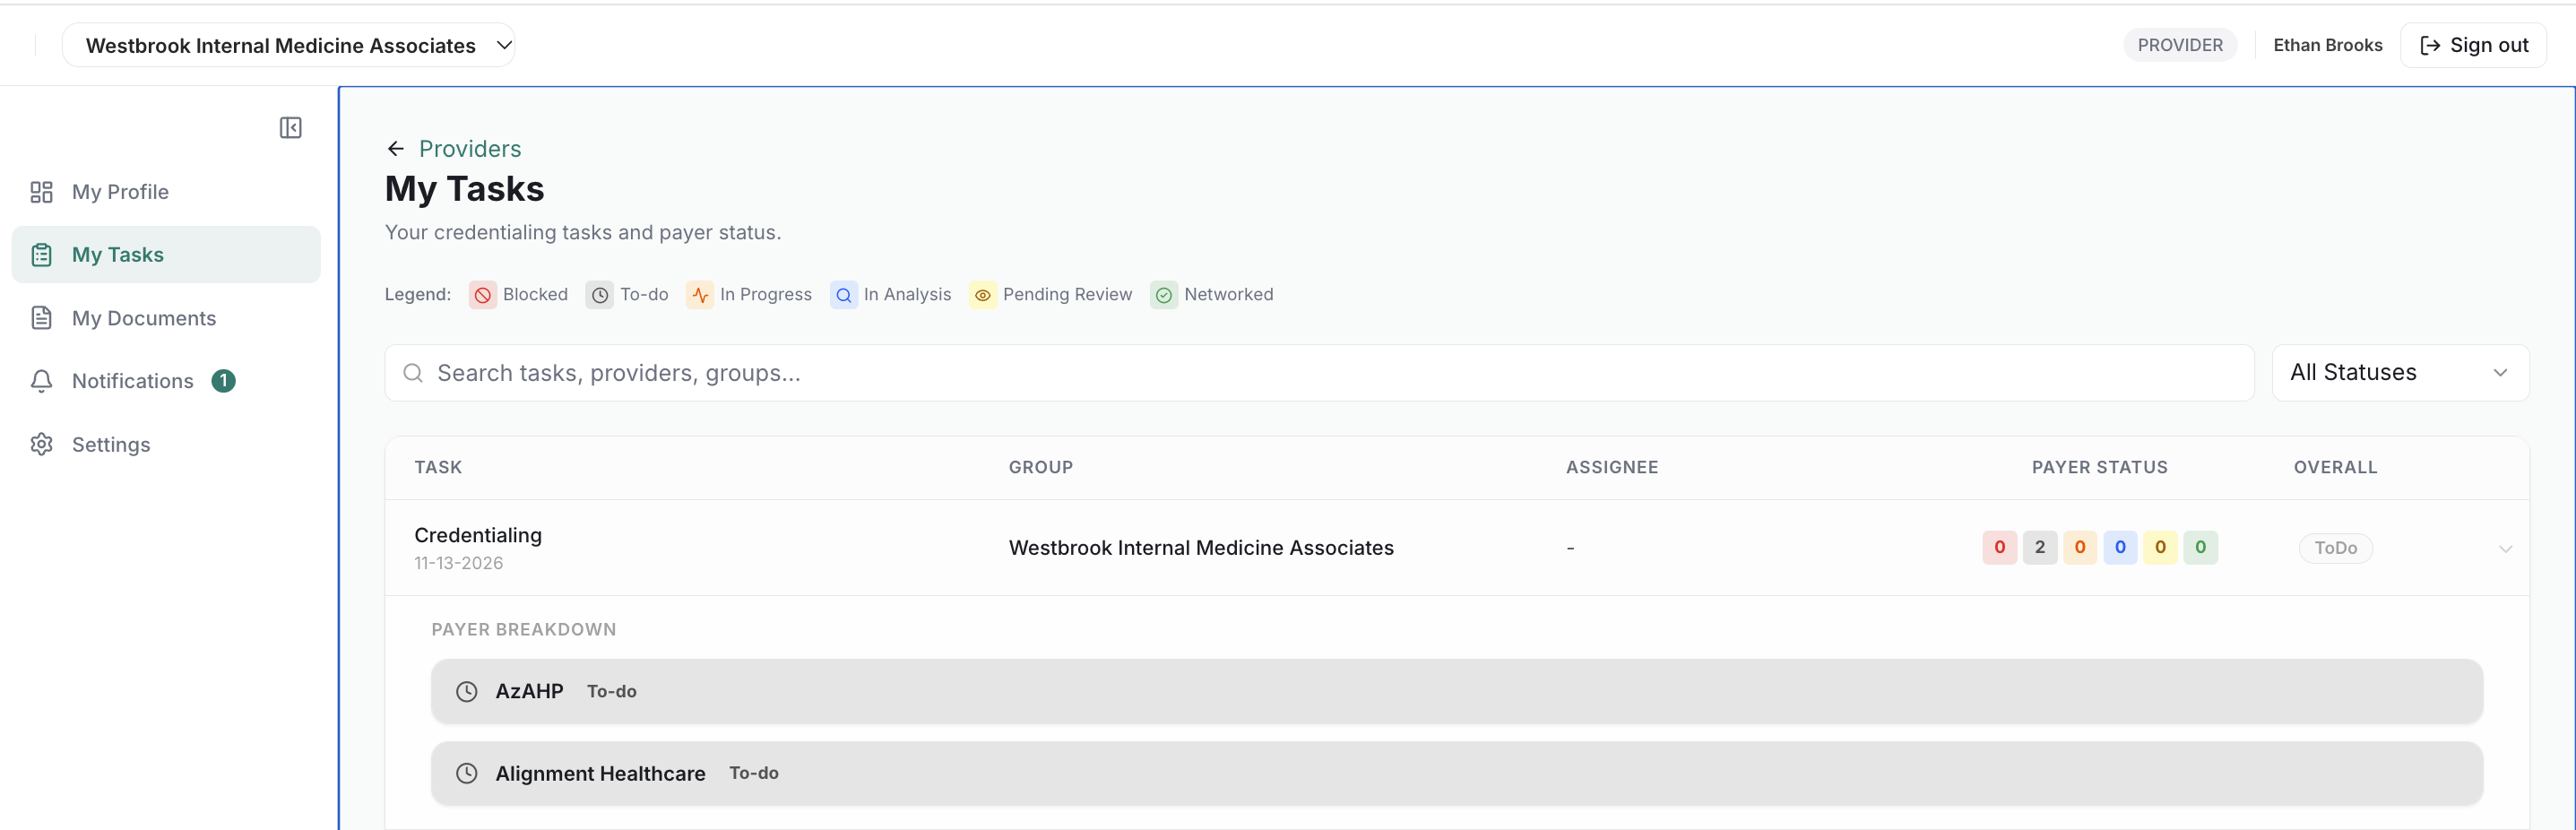 Westbrook Internal Medicine Associates
PROVIDER
Ethan Brooks
Sign out
My Profile
My Tasks
My Documents
Notifications 1
Settings
Providers
My Tasks
Your credentialing tasks and payer status.
Legend: Blocked To-do In Progress In Analysis Pending Review Networked
Search tasks, providers, groups...
All Statuses
TASK GROUP ASSIGNEE PAYER STATUS OVERALL
Credentialing
11-13-2026
Westbrook Internal Medicine Associates
-
0 2 0 0 0 0
ToDo
PAYER BREAKDOWN
AzAHP To-do
Alignment Healthcare To-do